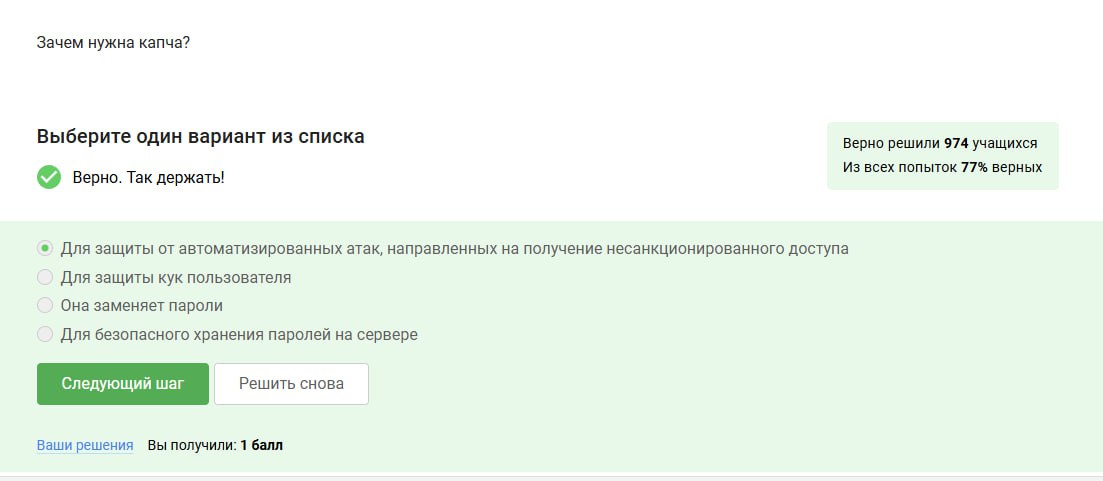 Зачем нужна капча?
Выберите один вариант из списка
Верно. Так держать!
Верно решили 974 учащихся
Из всех попыток 77% верных
Для защиты от автоматизированных атак, направленных на получение несанкционированного доступа
Для защиты кук пользователя
Она заменяет пароли
Для безопасного хранения паролей на сервере
Следующий шаг
Решить снова
Ваши решения
Вы получили: 1 балл